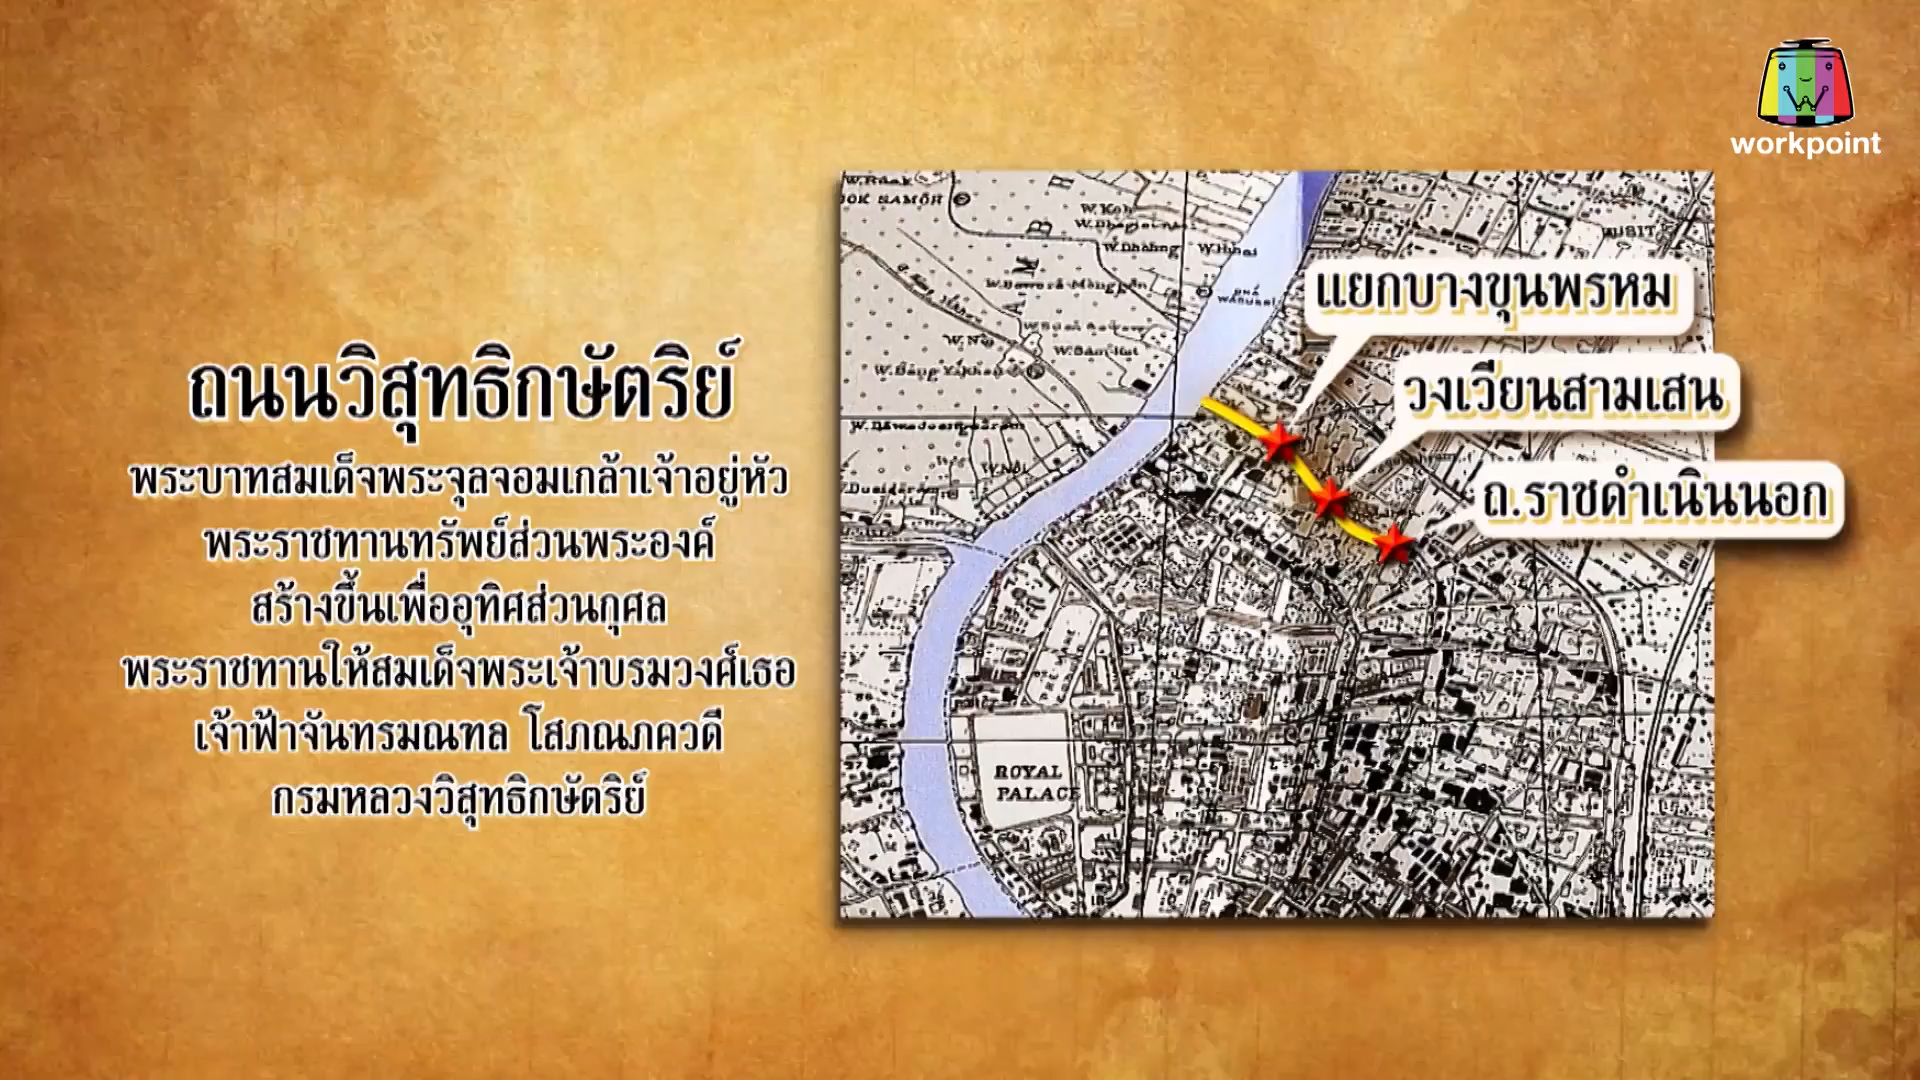 workpoint
ถนนวิสุทธิกษัตริย์
พระบาทสมเด็จพระจุลจอมเกล้าเจ้าอยู่หัว
พระราชทานทรัพย์ส่วนพระองค์
สร้างขึ้นเพื่ออุทิศส่วนกุศล
พระราชทานให้สมเด็จพระเจ้าบรมวงศ์เธอ
เจ้าฟ้าจันทรมณฑล โสภณภควดี
กรมหลวงวิสุทธิกษัตริย์
แยกบางขุนพรหม
วงเวียนสามเสน
ถ.ราชดำเนินนอก
ROYAL
PALACE